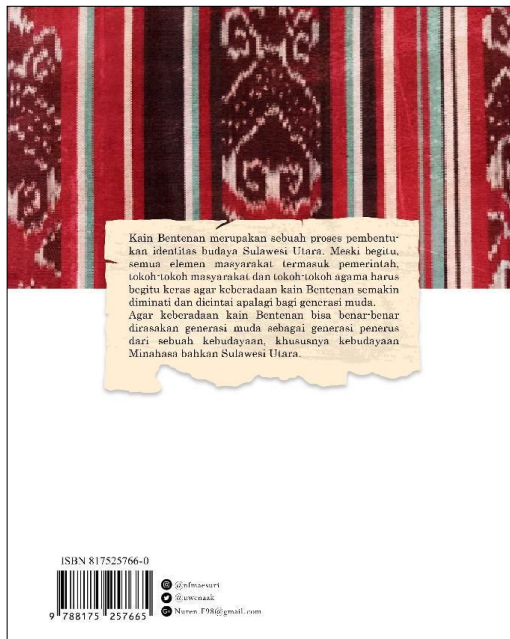 Kain Bentenan merupakan sebuah proses pembentu-
kan identitas budaya Sulawesi Utara. Meski begitu,
semua elemen masyarakat termasuk pemerintah,
tokoh-tokoh masyarakat dan tokoh-tokoh agama harus
begitu keras agar keberadaan kain Bentenan semakin
diminati dan dicintai apalagi bagi generasi muda.
Agar keberadaan kain Bentenan bisa benar-benar
dirasakan generasi muda sebagai generasi penerus
dari sebuah kebudayaan, khususnya kebudayaan
Minahasa bahkan Sulawesi Utara.
ISBN 817525766-0
9 788175 257665
@nfmaesuri
@uwenaak
G+ Nuren.F98@gmail.com